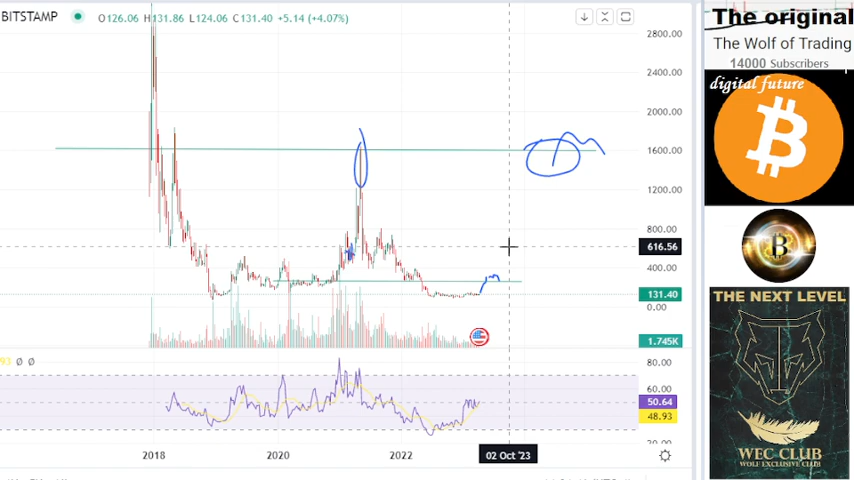 BITSTAMP
O126.06 H131.86 L124.06 C131.40 +5.14 (+4.07%)
2800.00
2400.00
2000.00
1600.00
1200.00
800.00
616.56
400.00
131.40
0.00
1.745K
93 Ø Ø
80.00
60.00
50.64
48.93
20.00
2018
2020
2022
02 Oct '23
The original
The Wolf of Trading
14000 Subscribers
digital future
THE NEXT LEVEL
WEC CLUB
WOLF EXCLUSIVE CLUB